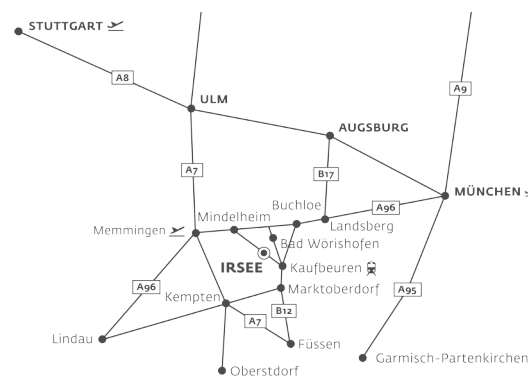 STUTTGART
A8
A9
ULM
AUGSBURG
A7
B17
MÜNCHEN
Buchloe
A96
Mindelheim
Landsberg
Memmingen
Bad Wörishofen
IRSEE
Kaufbeuren
A96
Marktoberdorf
A95
Kempten
B12
A7
Lindau
Füssen
Garmisch-Partenkirchen
Oberstdorf